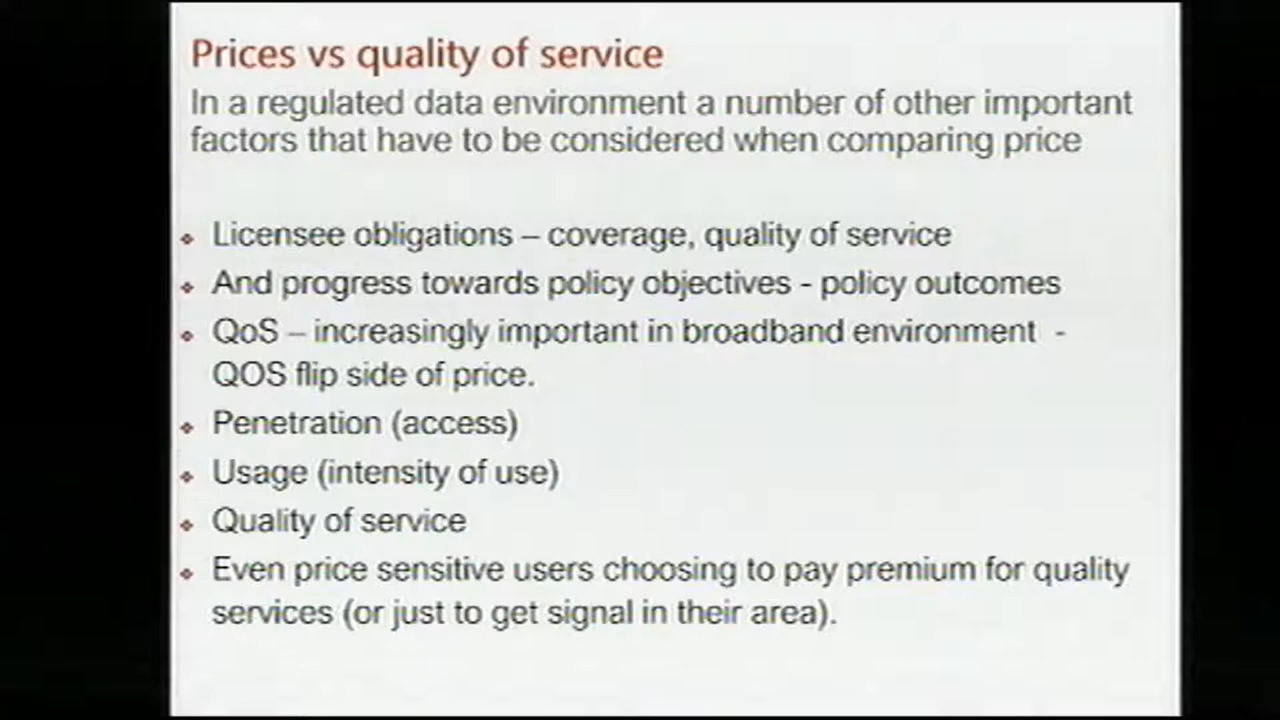 Prices vs quality of service
In a regulated data environment a number of other important
factors that have to be considered when comparing price
Licensee obligations – coverage, quality of service
And progress towards policy objectives - policy outcomes
QoS – increasingly important in broadband environment -
QOS flip side of price.
Penetration (access)
Usage (intensity of use)
Quality of service
Even price sensitive users choosing to pay premium for quality
services (or just to get signal in their area).